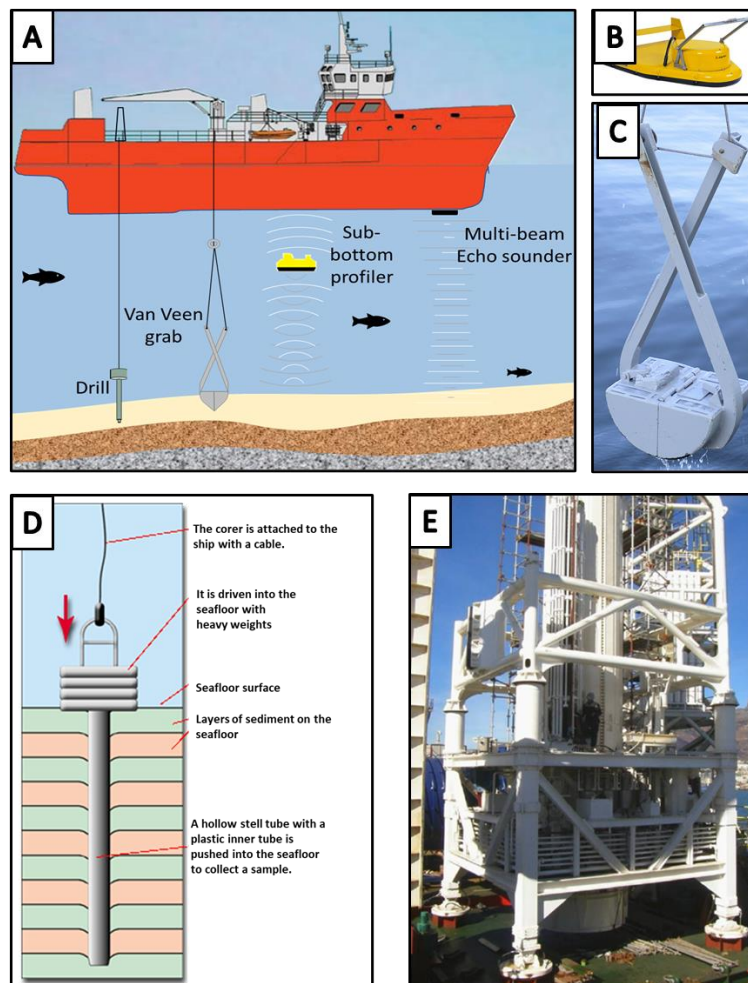 A
Sub-
bottom
profiler
Multi-beam
Echo sounder
Van Veen
grab
Drill
B
C
D
The corer is attached to the
ship with a cable.
It is driven into the
seafloor with
heavy weights
Seafloor surface
Layers of sediment on the
seafloor
A hollow stell tube with a
plastic inner tube is
pushed into the seafloor
to collect a sample.
E